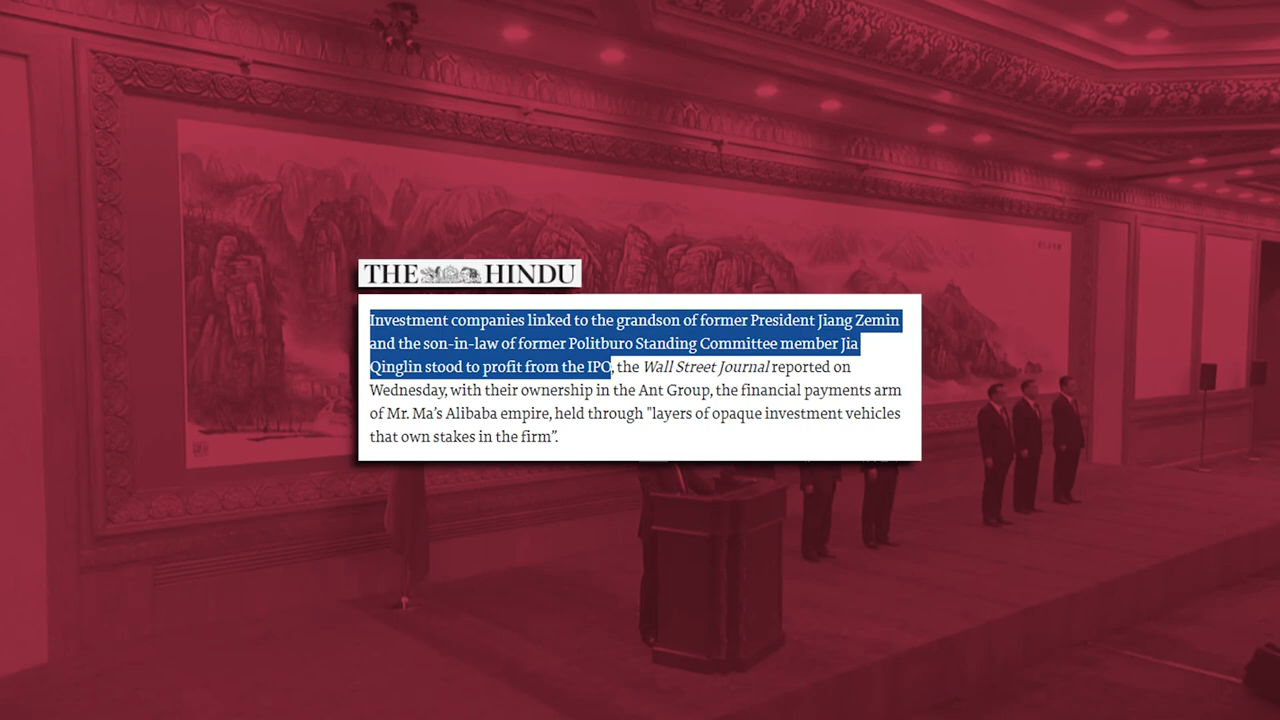 THE HINDU
Investment companies linked to the grandson of former President Jiang Zemin
and the son-in-law of former Politburo Standing Committee member Jia
Qinglin stood to profit from the IPO, the Wall Street Journal reported on
Wednesday, with their ownership in the Ant Group, the financial payments arm
of Mr. Ma’s Alibaba empire, held through "layers of opaque investment vehicles
that own stakes in the firm”.